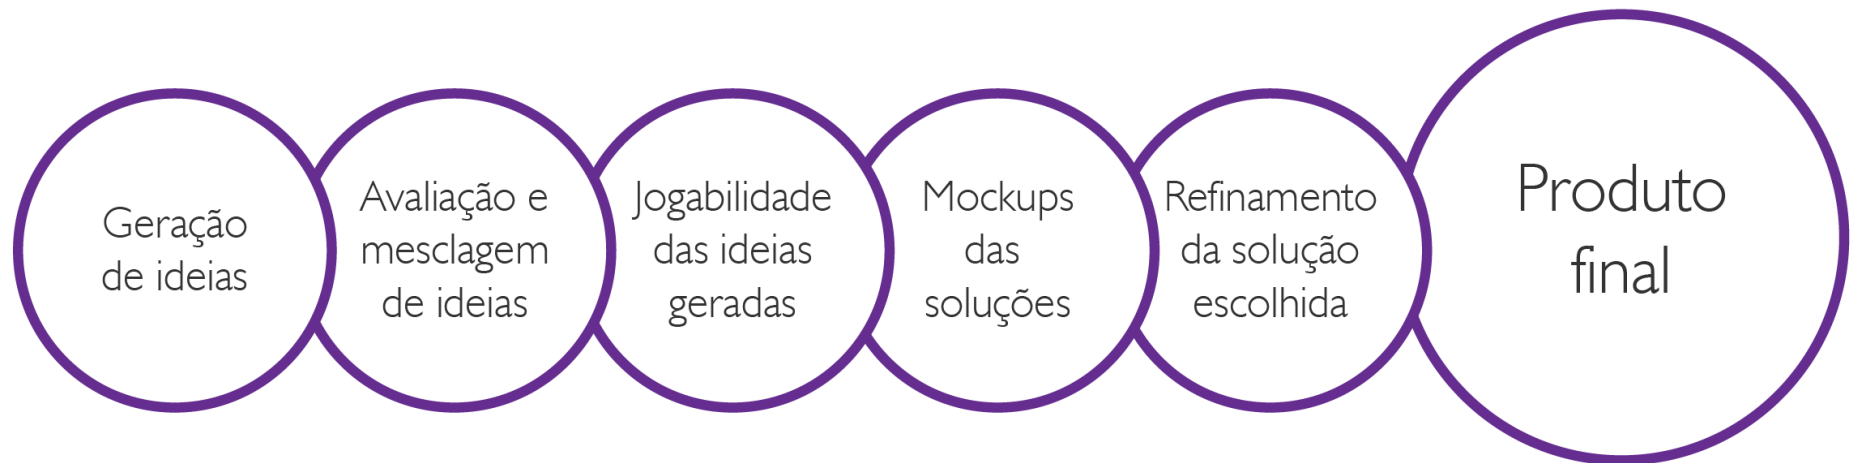 Geração
de ideias
Avaliação e
mesclagem
de ideias
Jogabilidade
das ideias
geradas
Mockups
das
soluções
Refinamento
da solução
escolhida
Produto
final